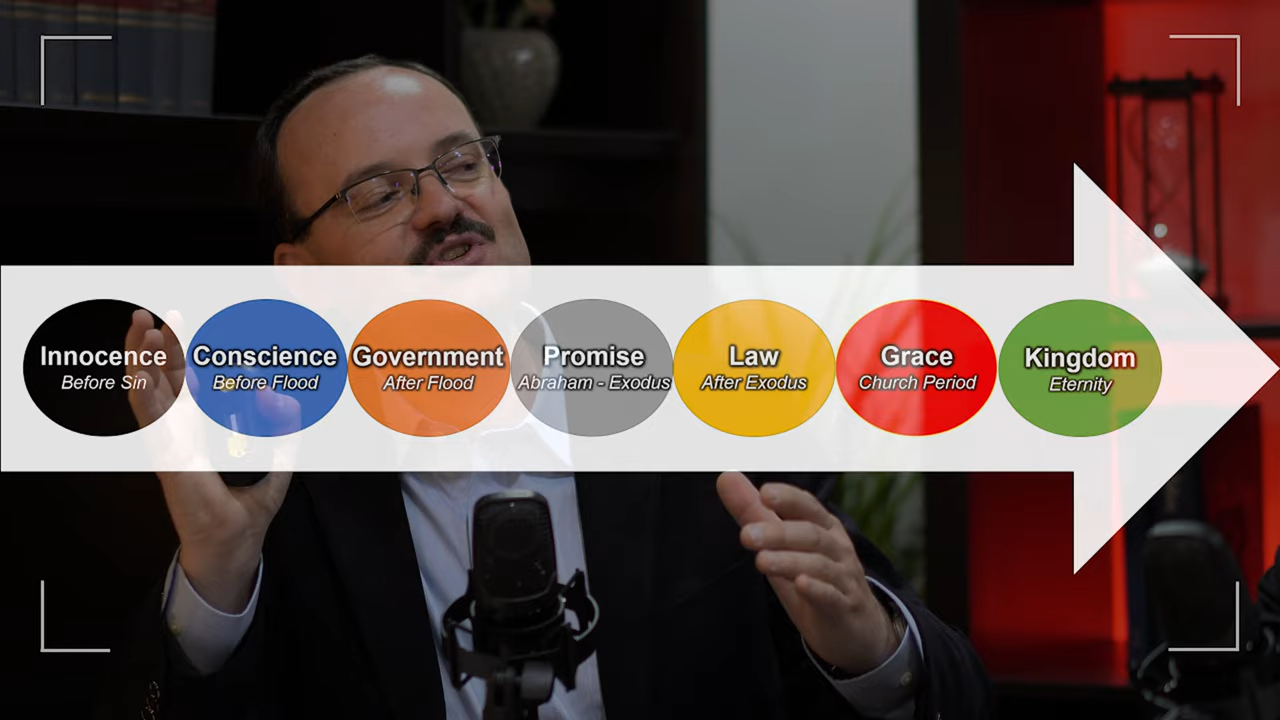 Innocence
Before Sin
Conscience
Before Flood
Government
After Flood
Promise
Abraham - Exodus
Law
After Exodus
Grace
Church Period
Kingdom
Eternity